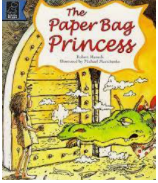 The
Paper Bag
Princess
Robert Munsch
Illustrated by Michael Martchenko